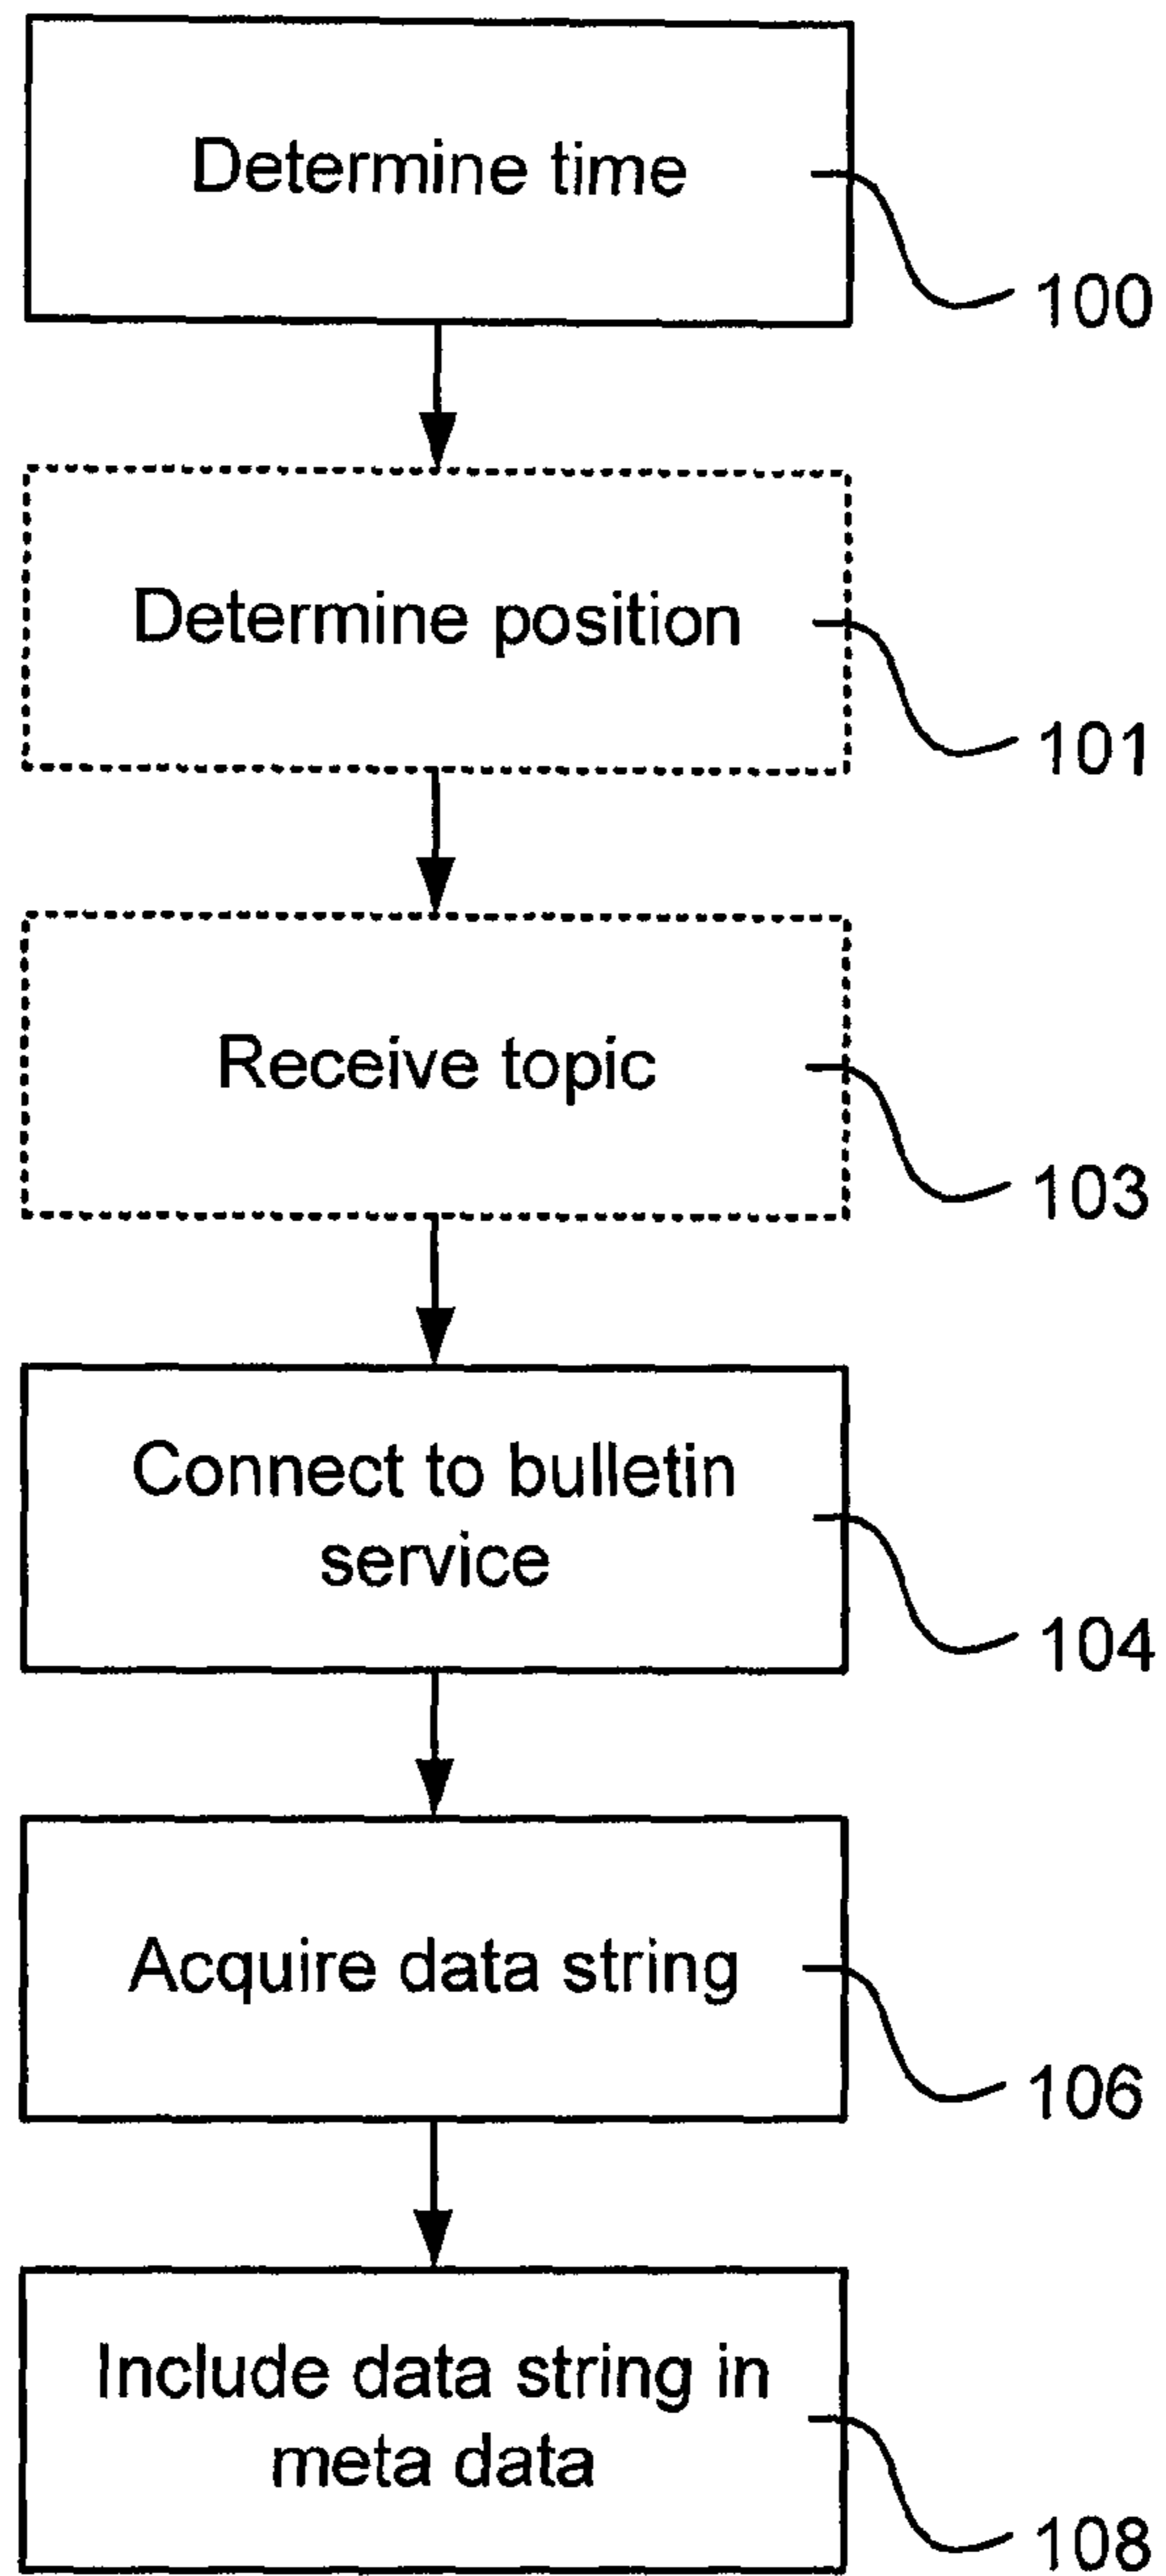 Determine time
100
Determine position
101
Receive topic
103
Connect to bulletin
service
104
Acquire data string
106
Include data string in
meta data
108